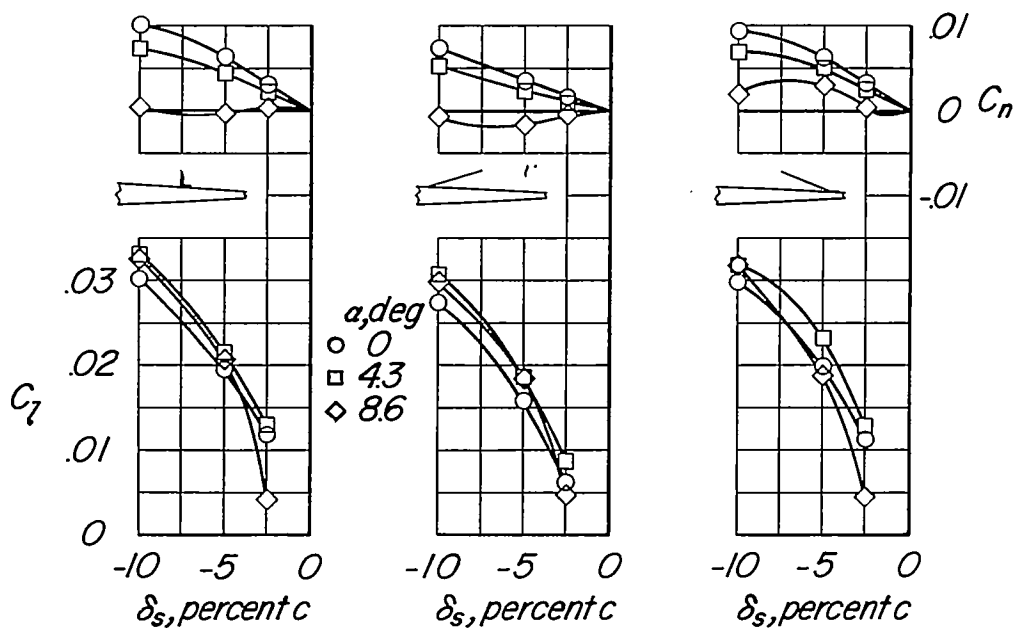 .01
0 Cₙ
-.01
.03
.02
.01
0
C_l
α, deg
○ 0
□ 4.3
◇ 8.6
-10 -5 0 -10 -5 0 -10 -5 0
δₛ, percent c δₛ, percent c δₛ, percent c